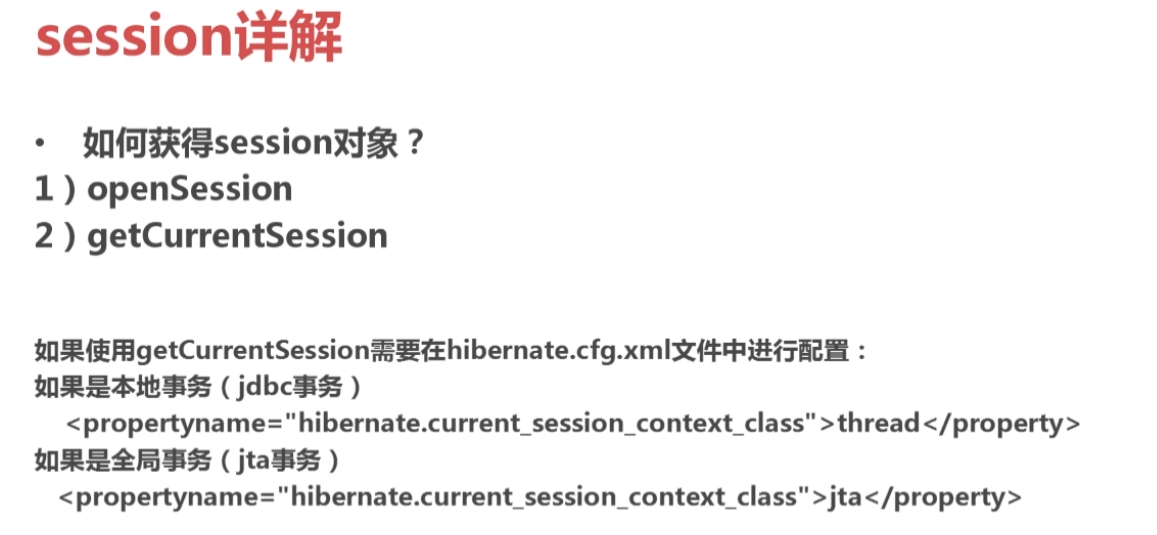 session详解
• 如何获得session对象？
1）openSession
2）getCurrentSession
如果使用getCurrentSession需要在hibernate.cfg.xml文件中进行配置：
如果是本地事务（jdbc事务）
<propertyname="hibernate.current_session_context_class">thread</property>
如果是全局事务（jta事务）
<propertyname="hibernate.current_session_context_class">jta</property>